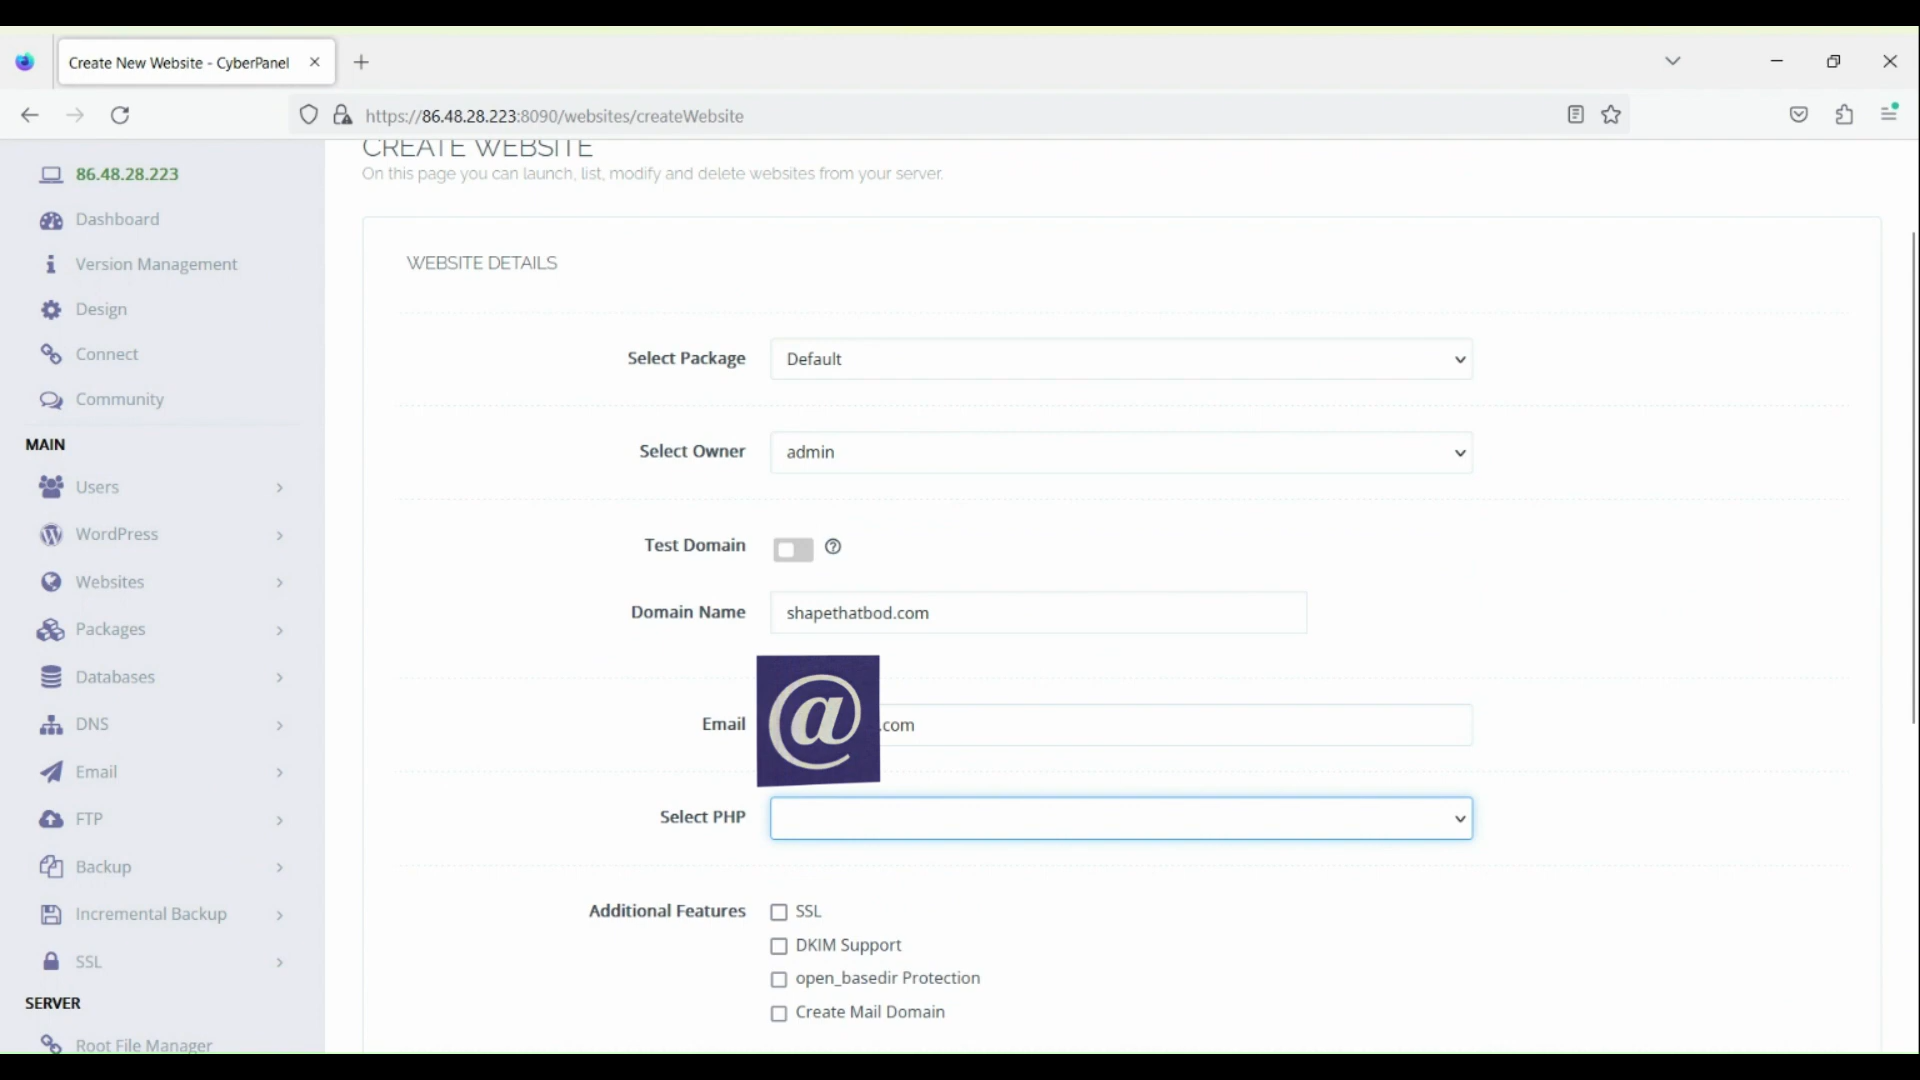 Create New Website - CyberPanel
https://86.48.28.223:8090/websites/createWebsite
86.48.28.223
Dashboard
Version Management
Design
Connect
Community
MAIN
Users
WordPress
Websites
Packages
Databases
DNS
Email
FTP
Backup
Incremental Backup
SSL
SERVER
Root File Manager
CREATE WEBSITE
On this page you can launch, list, modify and delete websites from your server.
WEBSITE DETAILS
Select Package Default
Select Owner admin
Test Domain
Domain Name shapethatbod.com
Email @ .com
Select PHP
Additional Features SSL
DKIM Support
open_basedir Protection
Create Mail Domain